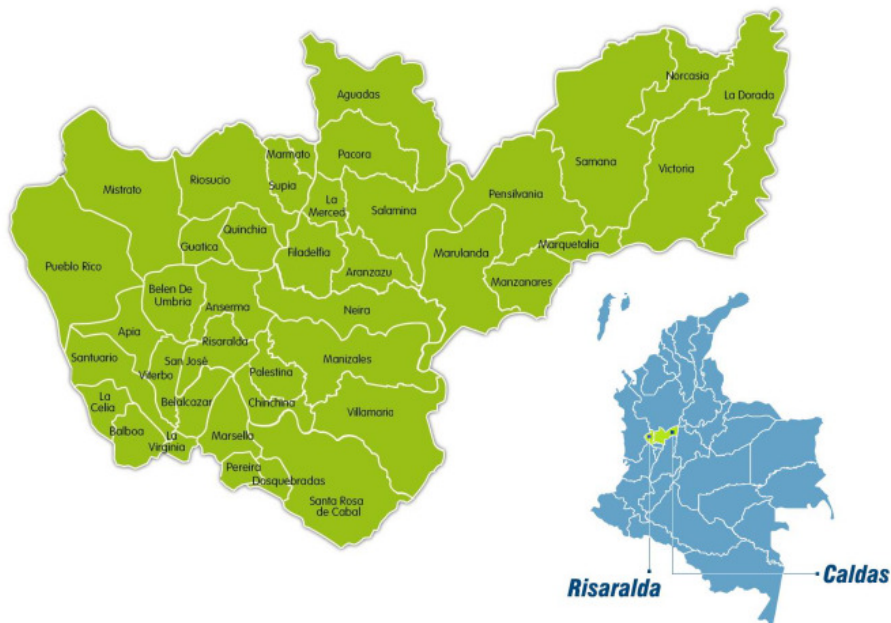 Norcasia
La Dorada
Aguadas
Marmato
Pacora
Samana
Victoria
Mistrato
Riosucio
Supia
La
Merced
Salamina
Pensilvania
Guatica
Quinchia
Filadelfia
Marulanda
Marquetalia
Pueblo Rico
Aranzazu
Manzanares
Belen De
Umbria
Anserma
Neira
Apia
Risaralda
Santuario
San José
Manizales
Viterbo
Palestina
La
Celia
Belalcazar
Chinchina
Villamaria
Balboa
La
Virginia
Marsella
Pereira
Dosquebradas
Santa Rosa
de Cabal
Risaralda
Caldas